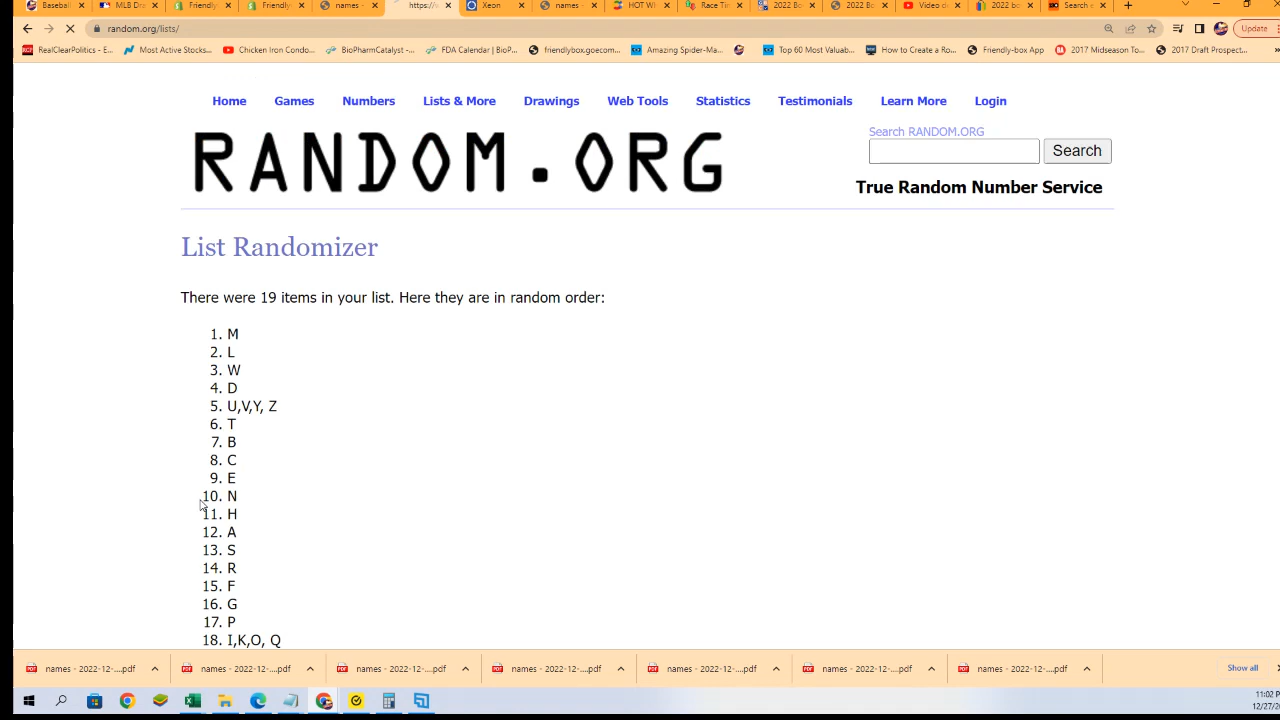 Baseball
MLB Dra
Friendly
Friendly
names -
https://
Xeon
names -
HOT W
Race Tim
2022 Bo
2022 Bo
Video d
2022 bo
Search e
random.org/lists/
Update
RealClearPolitics - E...
Most Active Stocks...
Chicken Iron Condo...
BioPharmCatalyst -...
FDA Calendar | BioP...
friendlybox.goecom...
Amazing Spider-Ma...
Top 60 Most Valuab...
How to Create a Ro...
Friendly-box App
2017 Midseason To...
2017 Draft Prospect...
Home Games Numbers Lists & More Drawings Web Tools Statistics Testimonials Learn More Login
RANDOM.ORG
Search RANDOM.ORG
Search
True Random Number Service
List Randomizer
There were 19 items in your list. Here they are in random order:
1. M
2. L
3. W
4. D
5. U,V,Y, Z
6. T
7. B
8. C
9. E
10. N
11. H
12. A
13. S
14. R
15. F
16. G
17. P
18. I,K,O, Q
names - 2022-12-....pdf
names - 2022-12-....pdf
names - 2022-12-....pdf
names - 2022-12-....pdf
names - 2022-12-....pdf
names - 2022-12-....pdf
names - 2022-12-....pdf
Show all
11:02 P
12/27/2